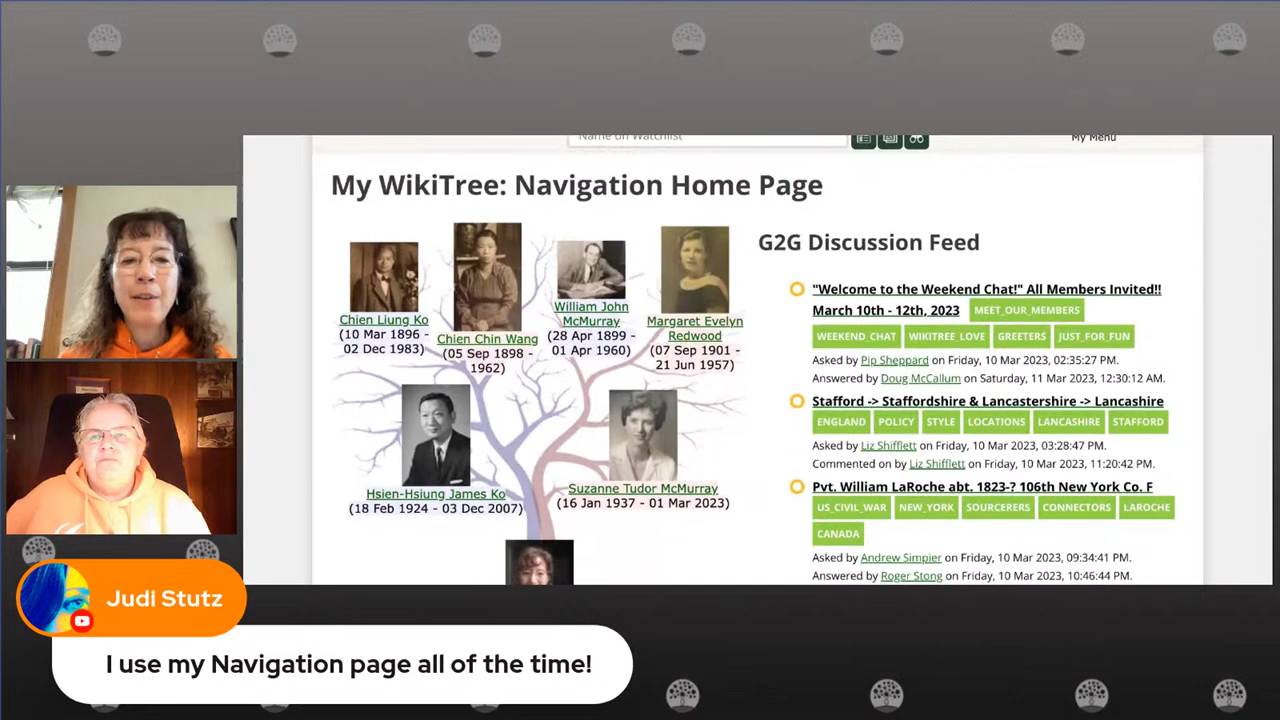 Name on Watchlist
My Menu
My WikiTree: Navigation Home Page
Chien Liung Ko
(10 Mar 1896 -
02 Dec 1983)
Chien Chin Wang
(05 Sep 1898 -
1962)
William John
McMurray
(28 Apr 1899 -
01 Apr 1960)
Margaret Evelyn
Redwood
(07 Sep 1901 -
21 Jun 1957)
Hsien-Hsiung James Ko
(18 Feb 1924 - 03 Dec 2007)
Suzanne Tudor McMurray
(16 Jan 1937 - 01 Mar 2023)
G2G Discussion Feed
"Welcome to the Weekend Chat!" All Members Invited!!
March 10th - 12th, 2023 MEET_OUR_MEMBERS
WEEKEND_CHAT WIKITREE_LOVE GREETERS JUST_FOR_FUN
Asked by Pip Sheppard on Friday, 10 Mar 2023, 02:35:27 PM.
Answered by Doug McCallum on Saturday, 11 Mar 2023, 12:30:12 AM.
Stafford -> Staffordshire & Lancastershire -> Lancashire
ENGLAND POLICY STYLE LOCATIONS LANCASHIRE STAFFORD
Asked by Liz Shifflett on Friday, 10 Mar 2023, 03:28:47 PM.
Commented on by Liz Shifflett on Friday, 10 Mar 2023, 11:20:42 PM.
Pvt. William LaRoche abt. 1823-? 106th New York Co. F
US_CIVIL_WAR NEW_YORK SOURCERERS CONNECTORS LAROCHE
CANADA
Asked by Andrew Simpier on Friday, 10 Mar 2023, 09:34:41 PM.
Answered by Roger Stong on Friday, 10 Mar 2023, 10:46:44 PM.
Judi Stutz
I use my Navigation page all of the time!